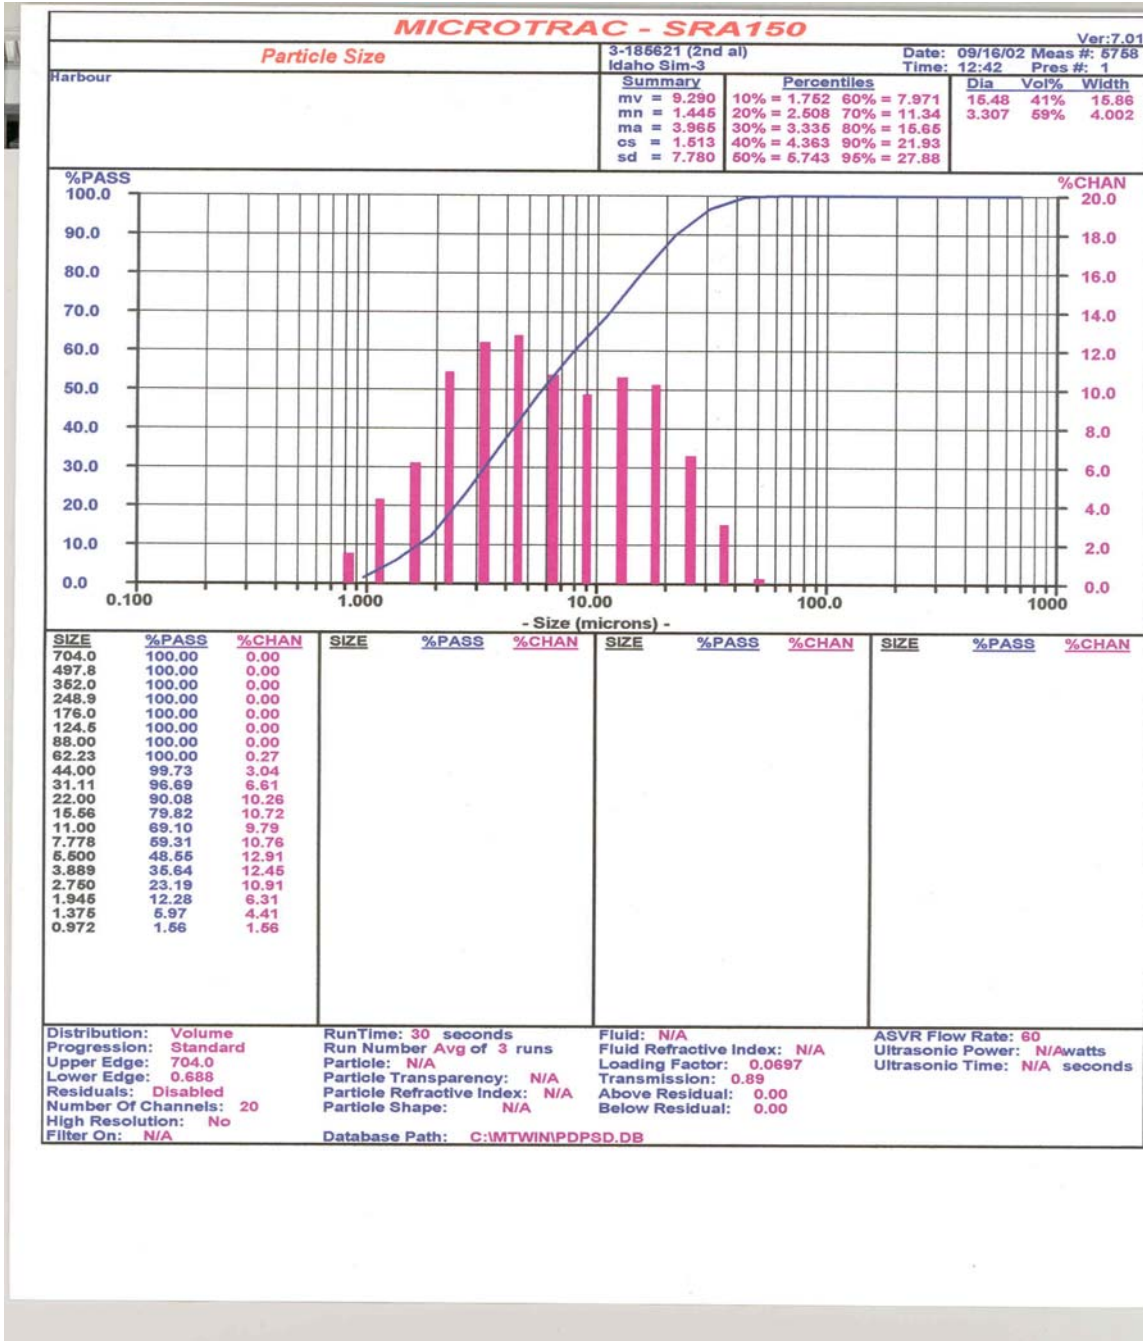 MICROTRAC - SRA150
Ver:7.01
Particle Size
3-185621 (2nd al)
Idaho Sim-3
Date: 09/16/02 Meas #: 5758
Time: 12:42 Pres #: 1
Harbour
Summary
mv = 9.290
mn = 1.445
ma = 3.965
cs = 1.513
sd = 7.780
Percentiles
10% = 1.752 60% = 7.971
20% = 2.508 70% = 11.34
30% = 3.335 80% = 15.65
40% = 4.363 90% = 21.93
50% = 5.743 95% = 27.88
Dia Vol% Width
15.48 41% 15.86
3.307 59% 4.002
%PASS
100.0
90.0
80.0
70.0
60.0
50.0
40.0
30.0
20.0
10.0
0.0
%CHAN
20.0
18.0
16.0
14.0
12.0
10.0
8.0
6.0
4.0
2.0
0.0
0.100 1.000 10.00 100.0 1000
- Size (microns) -
SIZE %PASS %CHAN
704.0 100.00 0.00
497.8 100.00 0.00
352.0 100.00 0.00
248.9 100.00 0.00
176.0 100.00 0.00
124.5 100.00 0.00
88.00 100.00 0.00
62.23 100.00 0.27
44.00 99.73 3.04
31.11 96.69 6.61
22.00 90.08 10.26
15.56 79.82 10.72
11.00 69.10 9.79
7.778 59.31 10.76
5.500 48.55 12.91
3.889 35.64 12.45
2.750 23.19 10.91
1.945 12.28 6.31
1.375 5.97 4.41
0.972 1.56 1.56
SIZE %PASS %CHAN
SIZE %PASS %CHAN
SIZE %PASS %CHAN
Distribution: Volume
Progression: Standard
Upper Edge: 704.0
Lower Edge: 0.688
Residuals: Disabled
Number Of Channels: 20
High Resolution: No
Filter On: N/A
RunTime: 30 seconds
Run Number Avg of 3 runs
Particle: N/A
Particle Transparency: N/A
Particle Refractive Index: N/A
Particle Shape: N/A
Database Path: C:\MTWIN\PDPSD.DB
Fluid: N/A
Fluid Refractive Index: N/A
Loading Factor: 0.0697
Transmission: 0.89
Above Residual: 0.00
Below Residual: 0.00
ASVR Flow Rate: 60
Ultrasonic Power: N/Awatts
Ultrasonic Time: N/A seconds